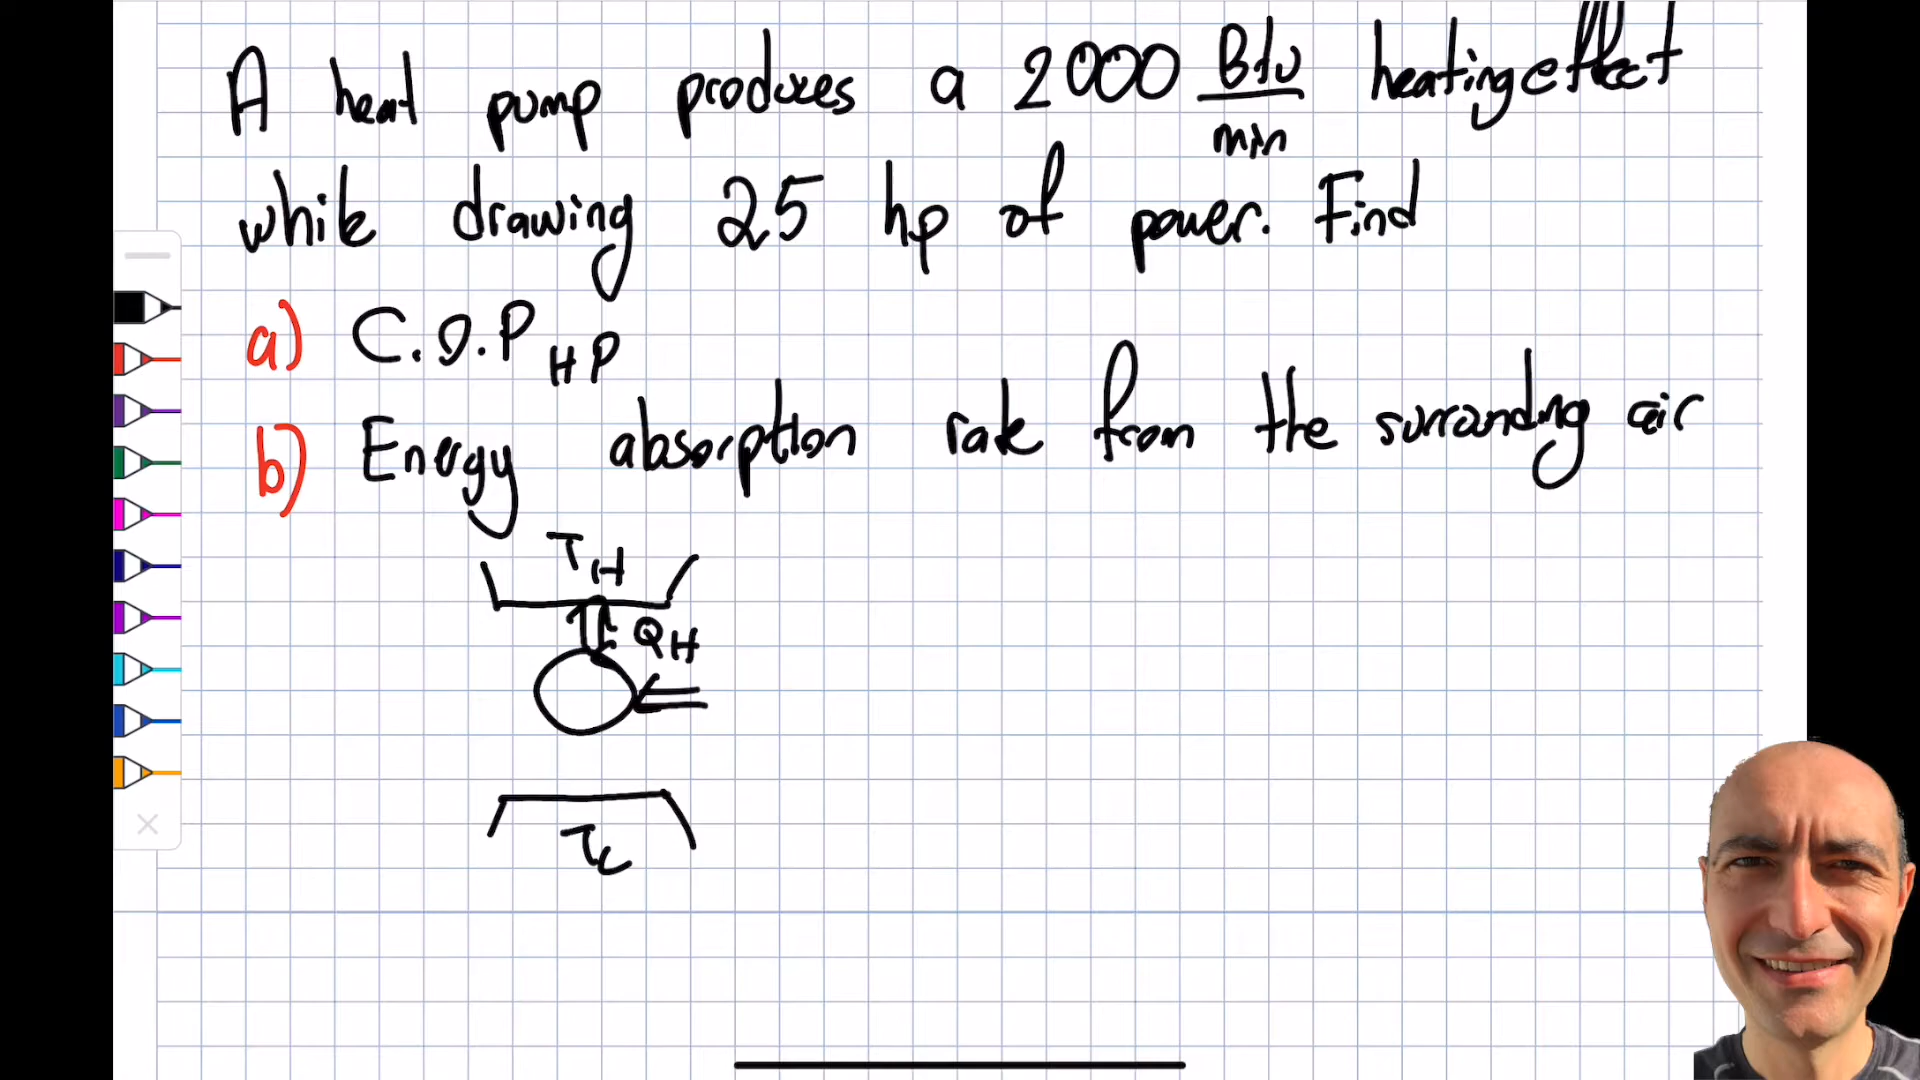 A heat pump produces a 2000 Btu/min heating effect
while drawing 25 hp of power. Find
a) C.O.P HP
b) Energy absorption rate from the surrounding air
TH
QH
Tc